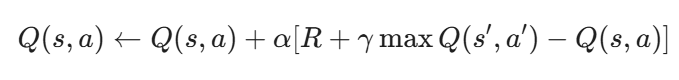 Q(s, a) ← Q(s, a) + α[R + γ max Q(s′, a′) − Q(s, a)]